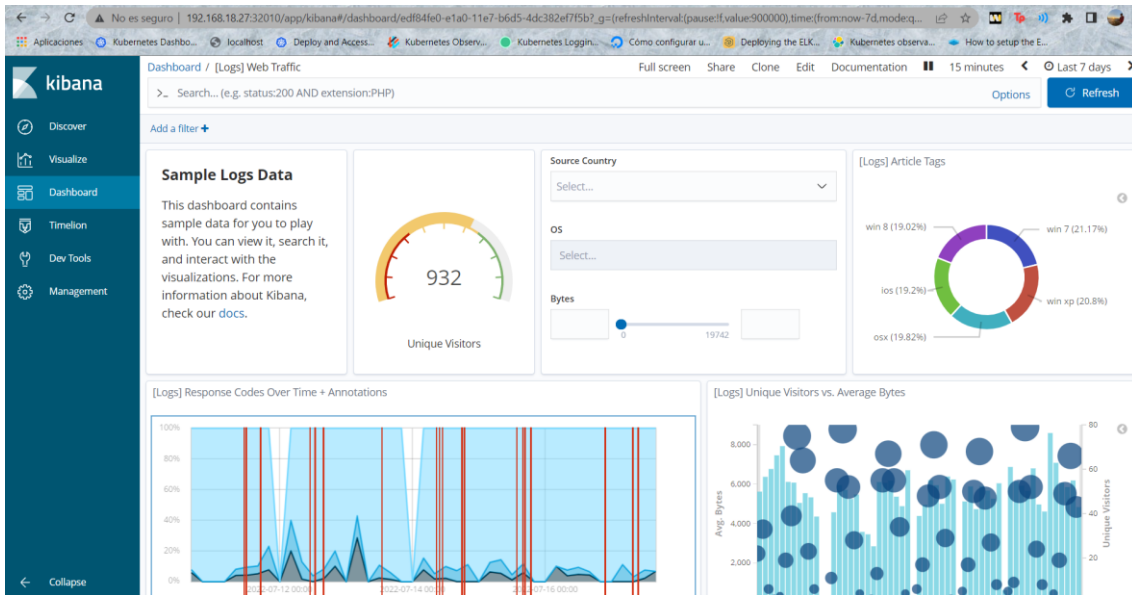 No es seguro | 192.168.18.27:32010/app/kibana#/dashboard/edf84fe0-e1a0-11e7-b6d5-4dc382ef7f5b?_g=(refreshInterval:(pause:!f,value:900000),time:(from:now-7d,mode:q...
Aplicaciones Kubernetes Dashbo... localhost Deploy and Access... Kubernetes Observ... Kubernetes Loggin... Cómo configurar u... Deploying the ELK... Kubernetes observa... How to setup the E...
kibana
Dashboard / [Logs] Web Traffic
Full screen Share Clone Edit Documentation 15 minutes Last 7 days
>_ Search... (e.g. status:200 AND extension:PHP)
Options
Refresh
Discover
Visualize
Dashboard
Timelion
Dev Tools
Management
Collapse
Add a filter +
Sample Logs Data
This dashboard contains
sample data for you to play
with. You can view it, search it,
and interact with the
visualizations. For more
information about Kibana,
check our docs.
932
Unique Visitors
Source Country
Select...
OS
Select...
Bytes
0 19742
[Logs] Article Tags
win 8 (19.02%)
win 7 (21.17%)
ios (19.2%)
win xp (20.8%)
osx (19.82%)
[Logs] Response Codes Over Time + Annotations
100%
80%
60%
40%
20%
0%
2022-07-12 00:00 2022-07-14 00:00 2022-07-16 00:00
[Logs] Unique Visitors vs. Average Bytes
8,000
6,000
4,000
2,000
Avg. Bytes
80
60
40
20
Unique Visitors